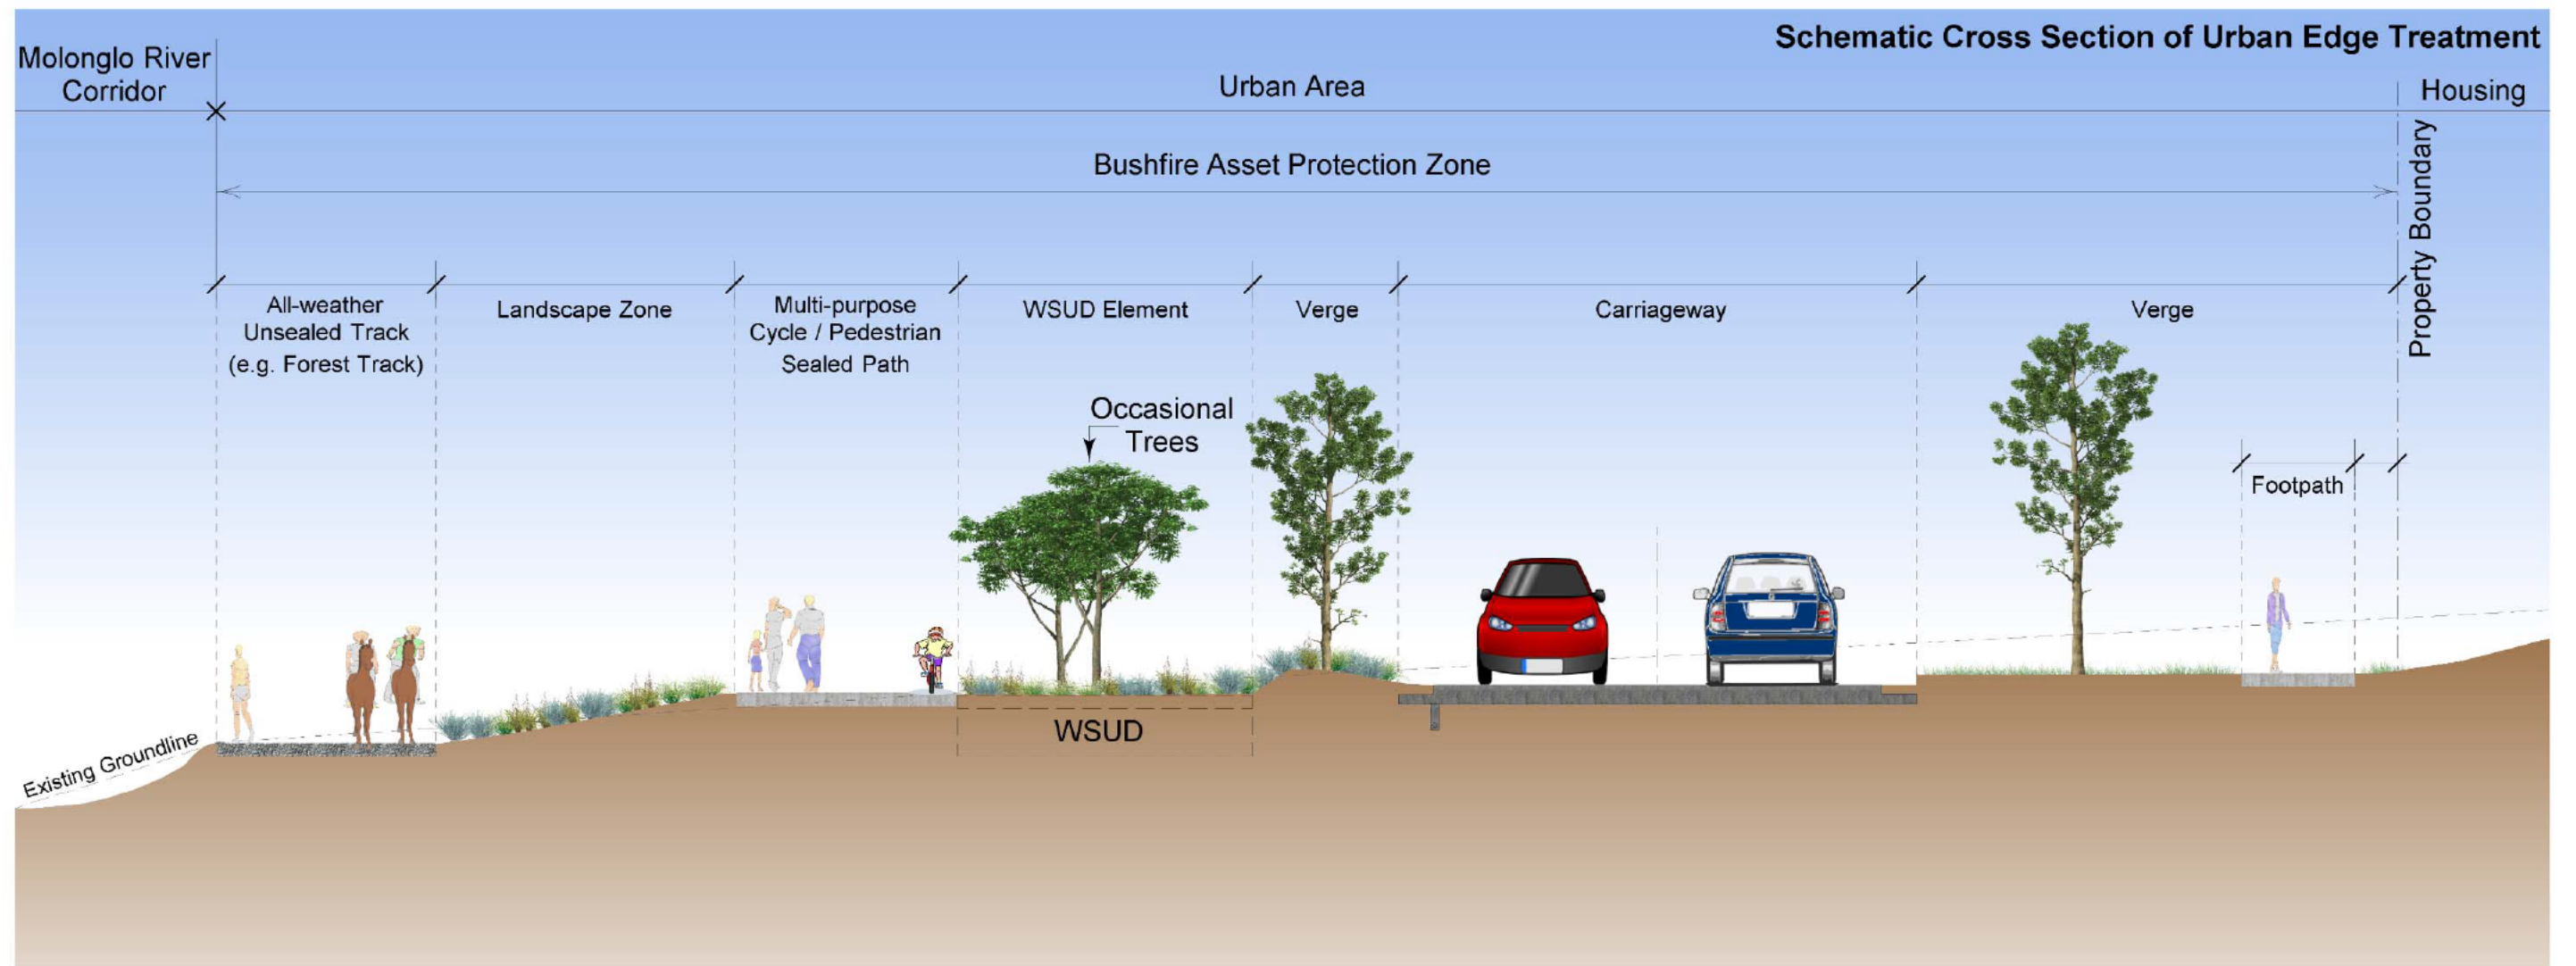 Schematic Cross Section of Urban Edge Treatment
Molonglo River
Corridor
Urban Area
Housing
Bushfire Asset Protection Zone
Property Boundary
All-weather
Unsealed Track
(e.g. Forest Track)
Landscape Zone
Multi-purpose
Cycle / Pedestrian
Sealed Path
WSUD Element
Verge
Carriageway
Verge
Occasional
Trees
Footpath
Existing Groundline
WSUD